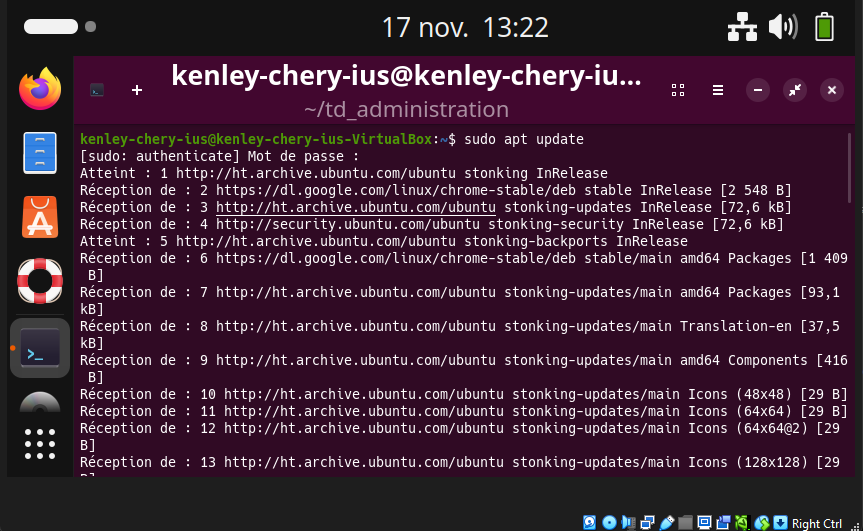 17 nov. 13:22
kenley-chery-ius@kenley-chery-iu...
~/td_administration
kenley-chery-ius@kenley-chery-ius-VirtualBox:~$ sudo apt update
[sudo: authenticate] Mot de passe :
Atteint : 1 http://ht.archive.ubuntu.com/ubuntu stonking InRelease
Réception de : 2 https://dl.google.com/linux/chrome-stable/deb stable InRelease [2 548 B]
Réception de : 3 http://ht.archive.ubuntu.com/ubuntu stonking-updates InRelease [72,6 kB]
Réception de : 4 http://security.ubuntu.com/ubuntu stonking-security InRelease [72,6 kB]
Atteint : 5 http://ht.archive.ubuntu.com/ubuntu stonking-backports InRelease
Réception de : 6 https://dl.google.com/linux/chrome-stable/deb stable/main amd64 Packages [1 409
B]
Réception de : 7 http://ht.archive.ubuntu.com/ubuntu stonking-updates/main amd64 Packages [93,1
kB]
Réception de : 8 http://ht.archive.ubuntu.com/ubuntu stonking-updates/main Translation-en [37,5
kB]
Réception de : 9 http://ht.archive.ubuntu.com/ubuntu stonking-updates/main amd64 Components [416
B]
Réception de : 10 http://ht.archive.ubuntu.com/ubuntu stonking-updates/main Icons (48x48) [29 B]
Réception de : 11 http://ht.archive.ubuntu.com/ubuntu stonking-updates/main Icons (64x64) [29 B]
Réception de : 12 http://ht.archive.ubuntu.com/ubuntu stonking-updates/main Icons (64x64@2) [29
B]
Réception de : 13 http://ht.archive.ubuntu.com/ubuntu stonking-updates/main Icons (128x128) [29
Right Ctrl